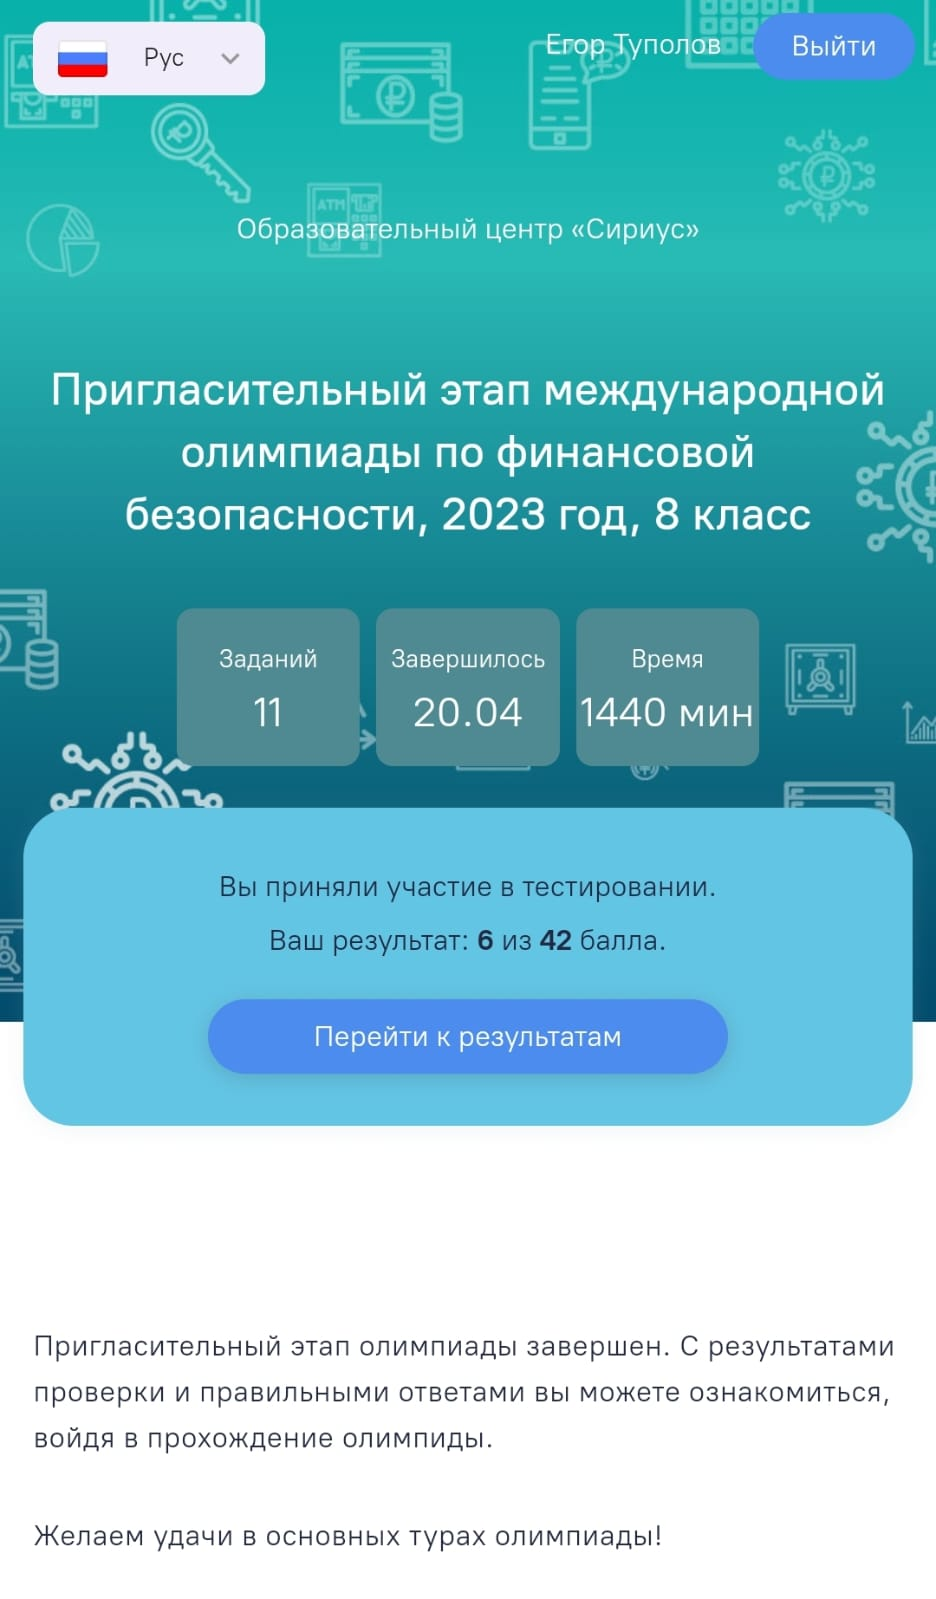 Рус
Егор Туполов
Выйти
ATM
Образовательный центр «Сириус»
Пригласительный этап международной
олимпиады по финансовой
безопасности, 2023 год, 8 класс
Заданий
11
Завершилось
20.04
Время
1440 мин
Вы приняли участие в тестировании.
Ваш результат: 6 из 42 балла.
Перейти к результатам
Пригласительный этап олимпиады завершен. С результатами
проверки и правильными ответами вы можете ознакомиться,
войдя в прохождение олимпиды.
Желаем удачи в основных турах олимпиады!